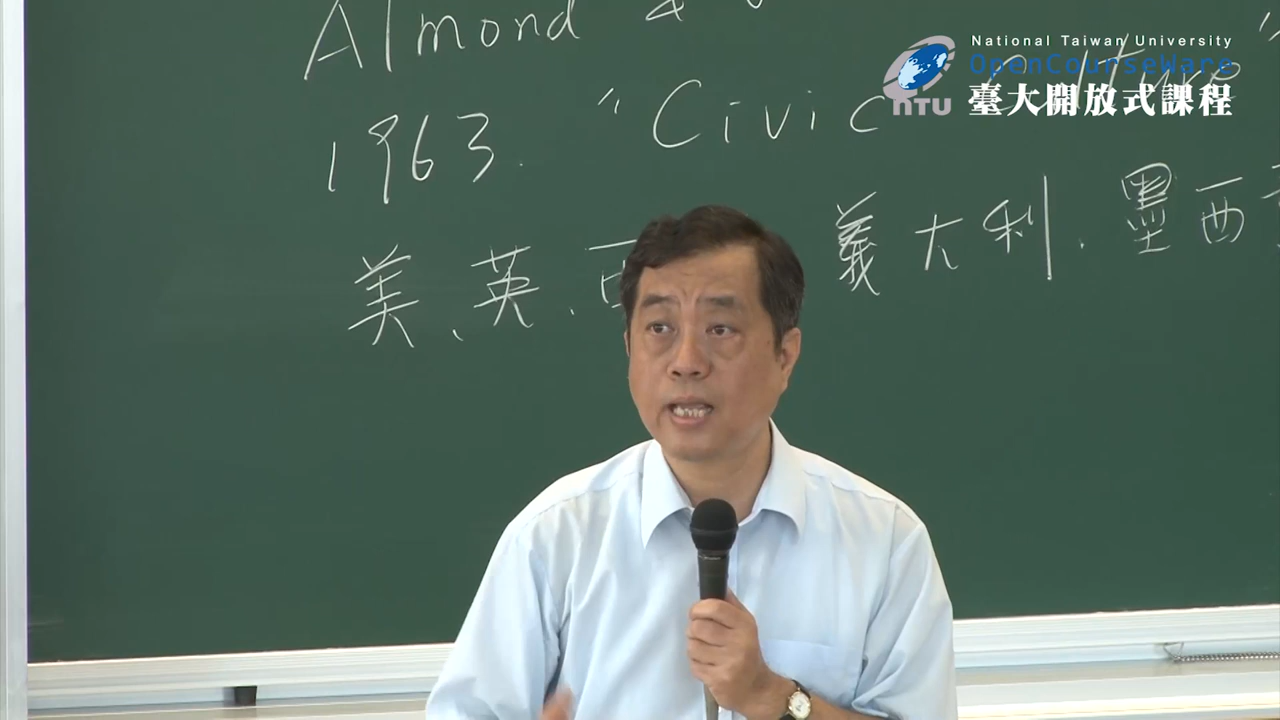 Almond &
1963. "Civic Culture"
美、英、 義大利、墨西
National Taiwan University
OpenCourseWare
臺大開放式課程
NTU